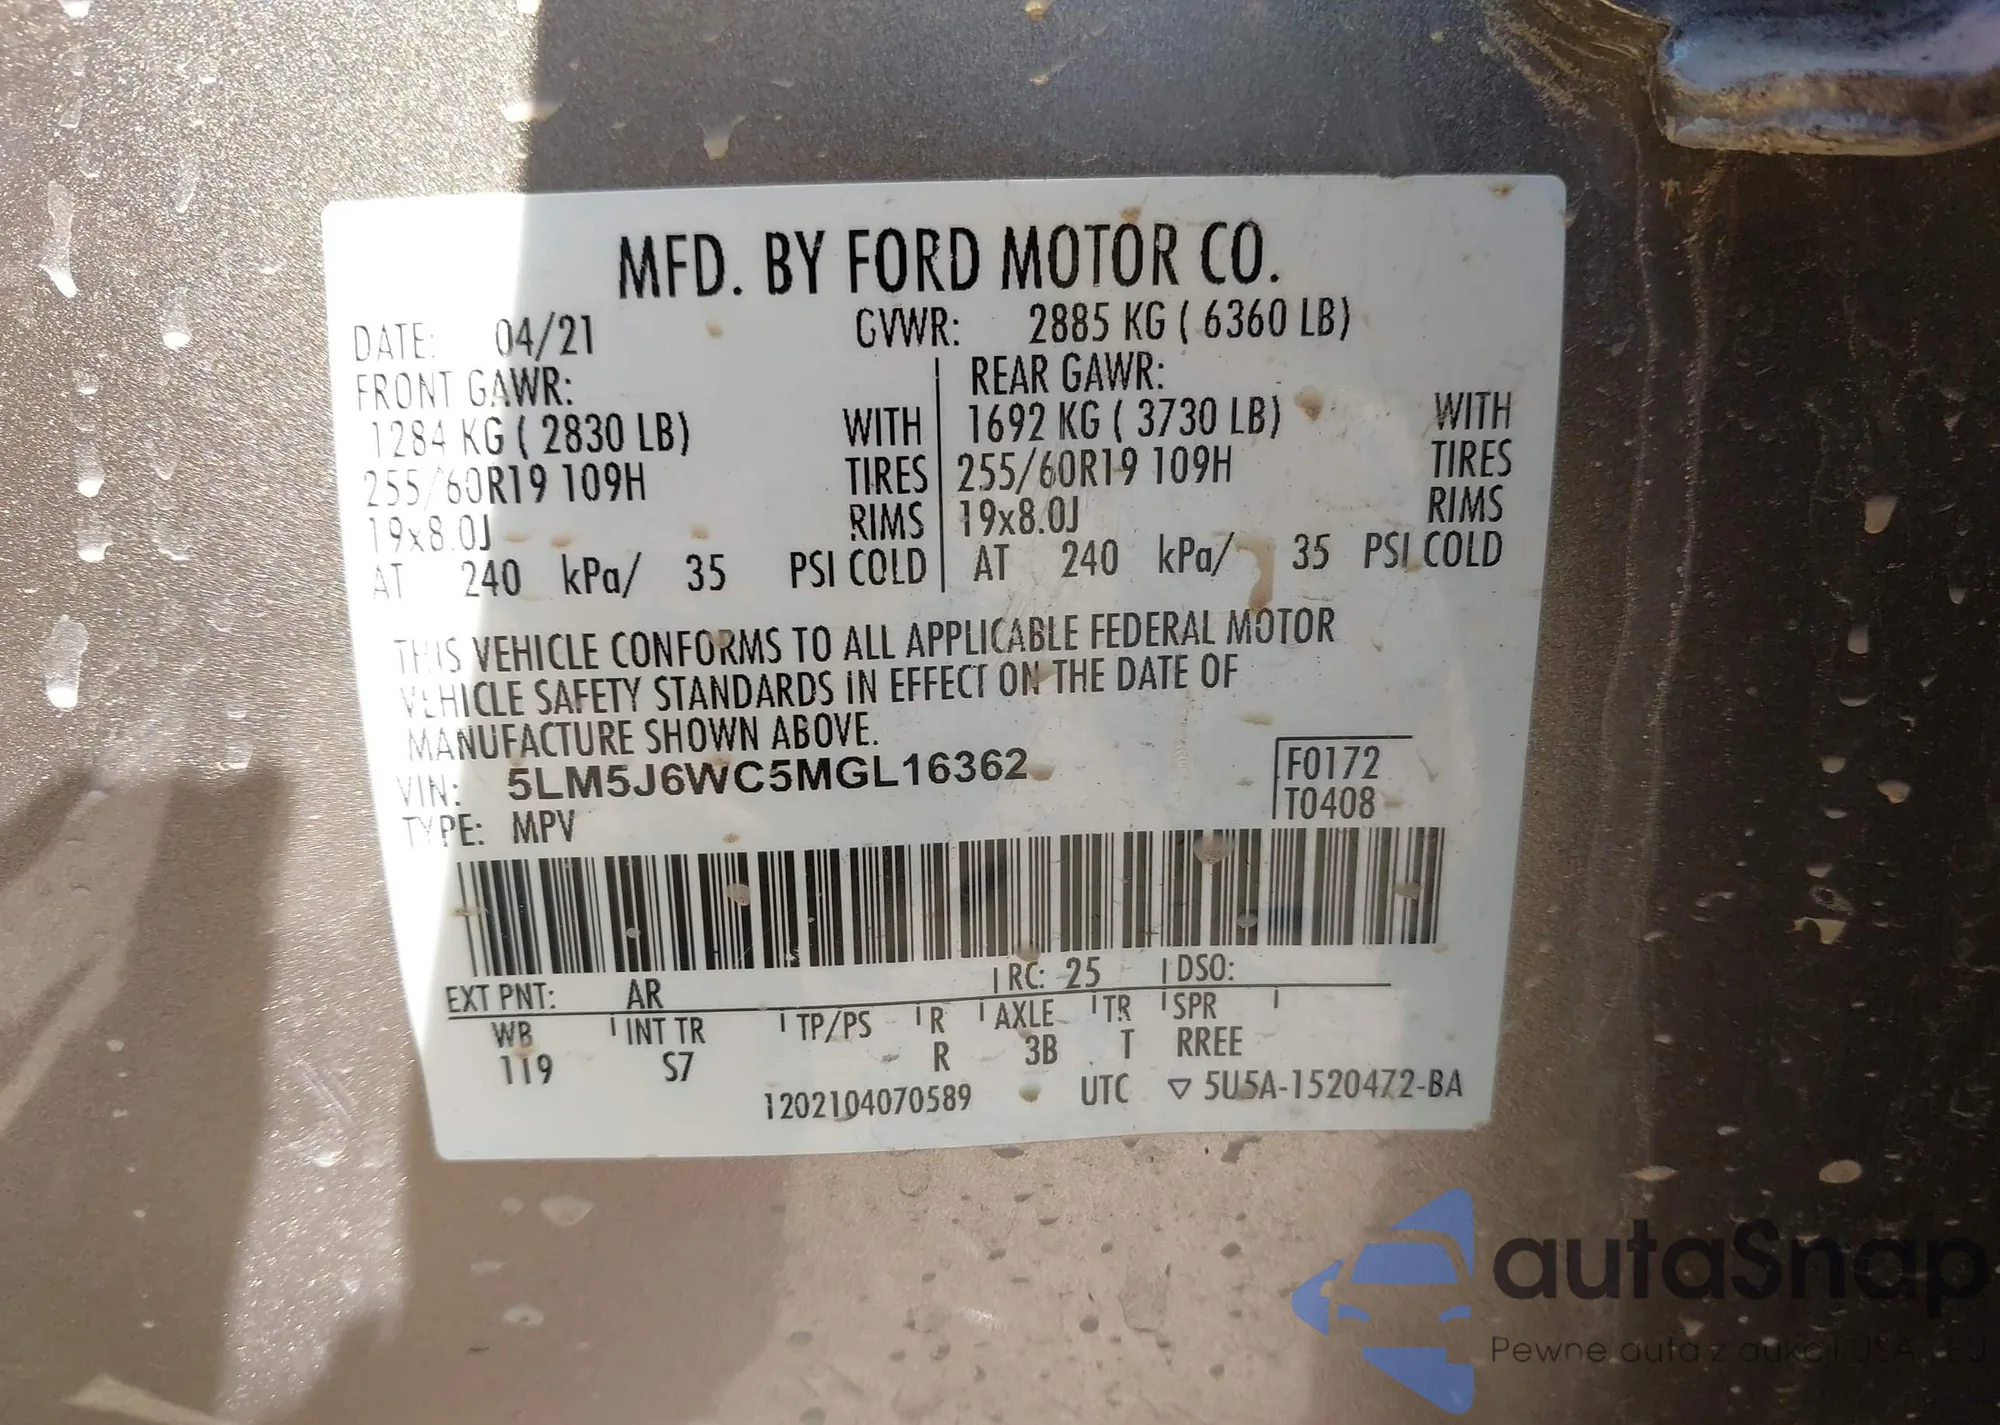 MFD. BY FORD MOTOR CO.
DATE: 04/21 GVWR: 2885 KG ( 6360 LB)
FRONT GAWR: REAR GAWR:
1284 KG ( 2830 LB) WITH 1692 KG ( 3730 LB) WITH
255/60R19 109H TIRES 255/60R19 109H TIRES
19x8.0J RIMS 19x8.0J RIMS
AT 240 kPa/ 35 PSI COLD AT 240 kPa/ 35 PSI COLD
THIS VEHICLE CONFORMS TO ALL APPLICABLE FEDERAL MOTOR
VEHICLE SAFETY STANDARDS IN EFFECT ON THE DATE OF
MANUFACTURE SHOWN ABOVE.
VIN: 5LM5J6WC5MGL16362 F0172
TYPE: MPV T0408
EXT PNT: AR RC: 25 DSO:
WB INT TR TP/PS R AXLE TR SPR
119 S7 R 3B T RREE
1202104070589 UTC ▽ 5U5A-1520472-BA
autaSnap
Pewne auta z aukcji USA i EU